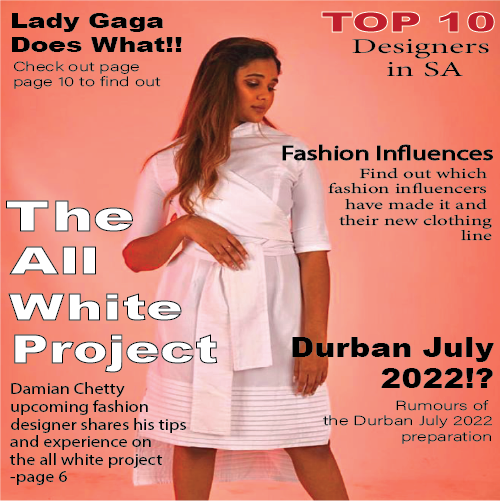 Lady Gaga
Does What!!
Check out page
page 10 to find out
TOP 10
Designers
in SA
Fashion Influences
Find out which
fashion influencers
have made it and
their new clothing
line
The
All
White
Project
Damian Chetty
upcoming fashion
designer shares his tips
and experience on
the all white project
-page 6
Durban July
2022!?
Rumours of
the Durban July 2022
preparation